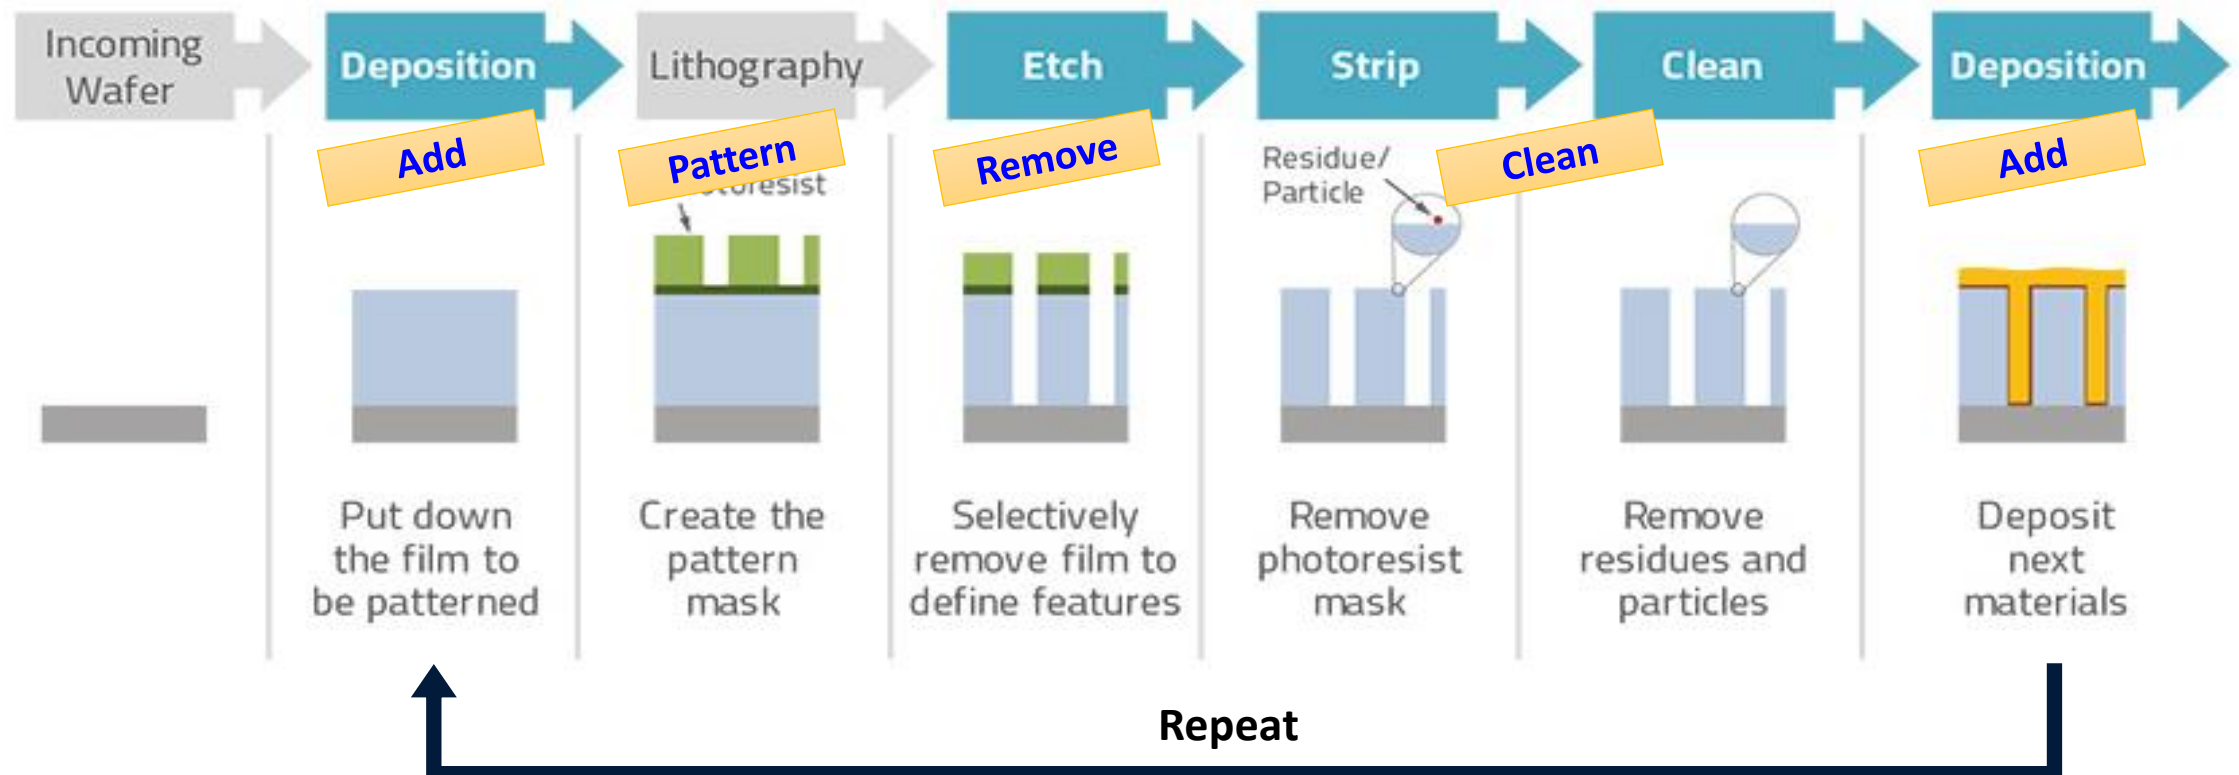 Incoming
Wafer
Deposition
Lithography
Etch
Strip
Clean
Deposition
Add
Pattern
Remove
Clean
Add
Residue/
Particle
Put down
the film to
be patterned
Create the
pattern
mask
Selectively
remove film to
define features
Remove
photoresist
mask
Remove
residues and
particles
Deposit
next
materials
Repeat